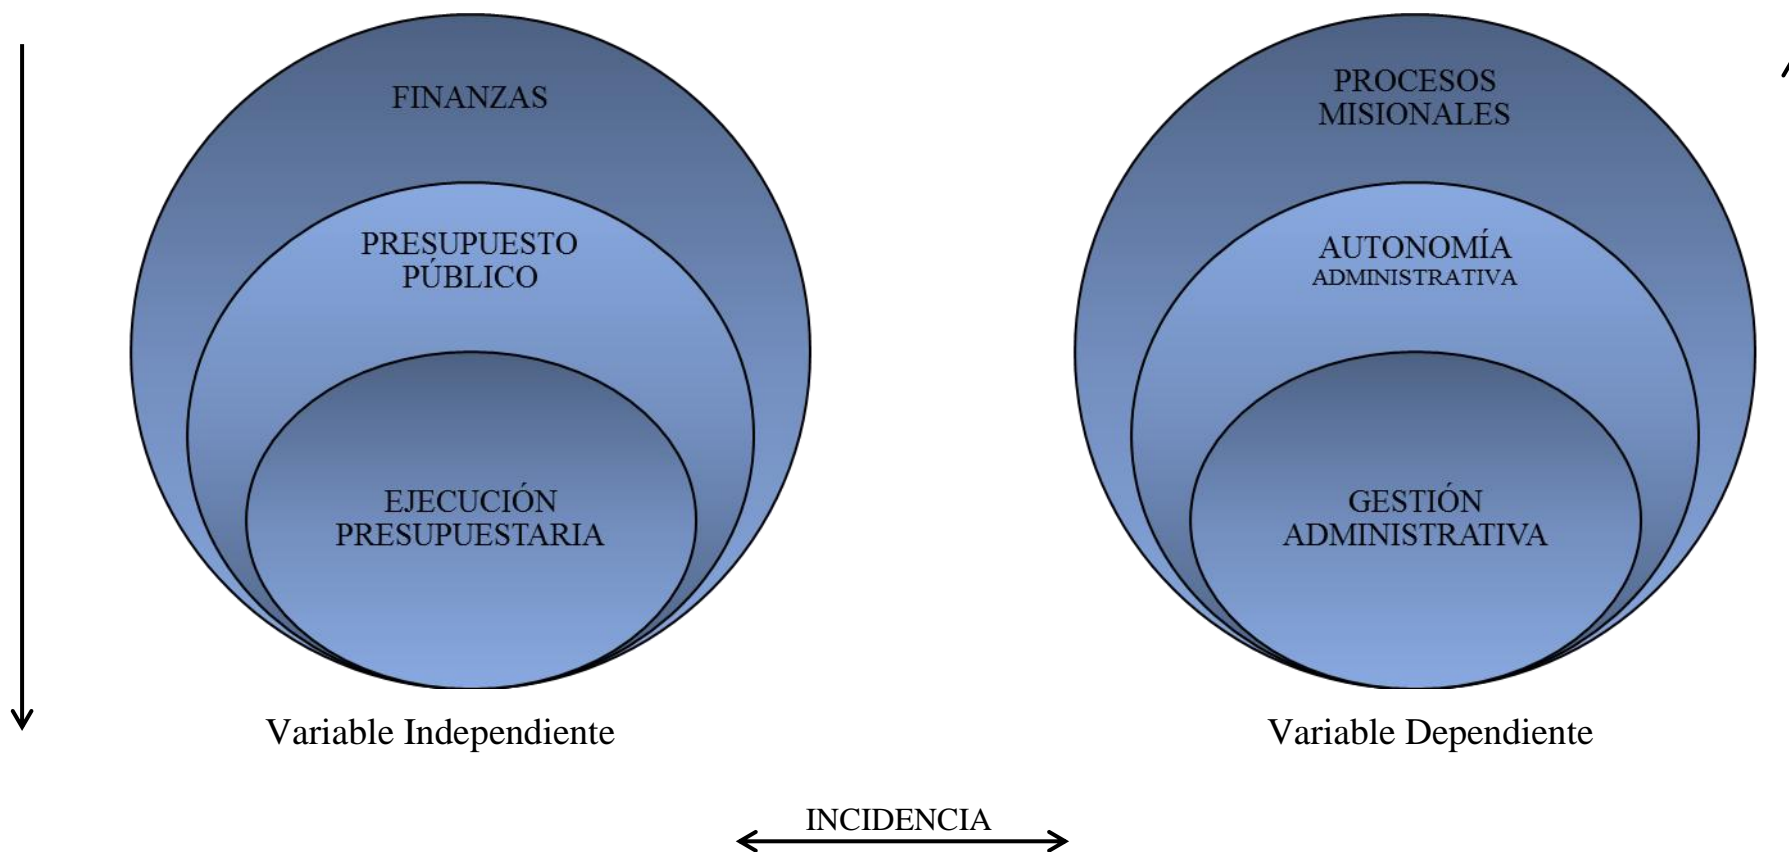 FINANZAS
PRESUPUESTO
PÚBLICO
EJECUCIÓN
PRESUPUESTARIA
Variable Independiente
PROCESOS
MISIONALES
AUTONOMÍA
ADMINISTRATIVA
GESTIÓN
ADMINISTRATIVA
Variable Dependiente
INCIDENCIA